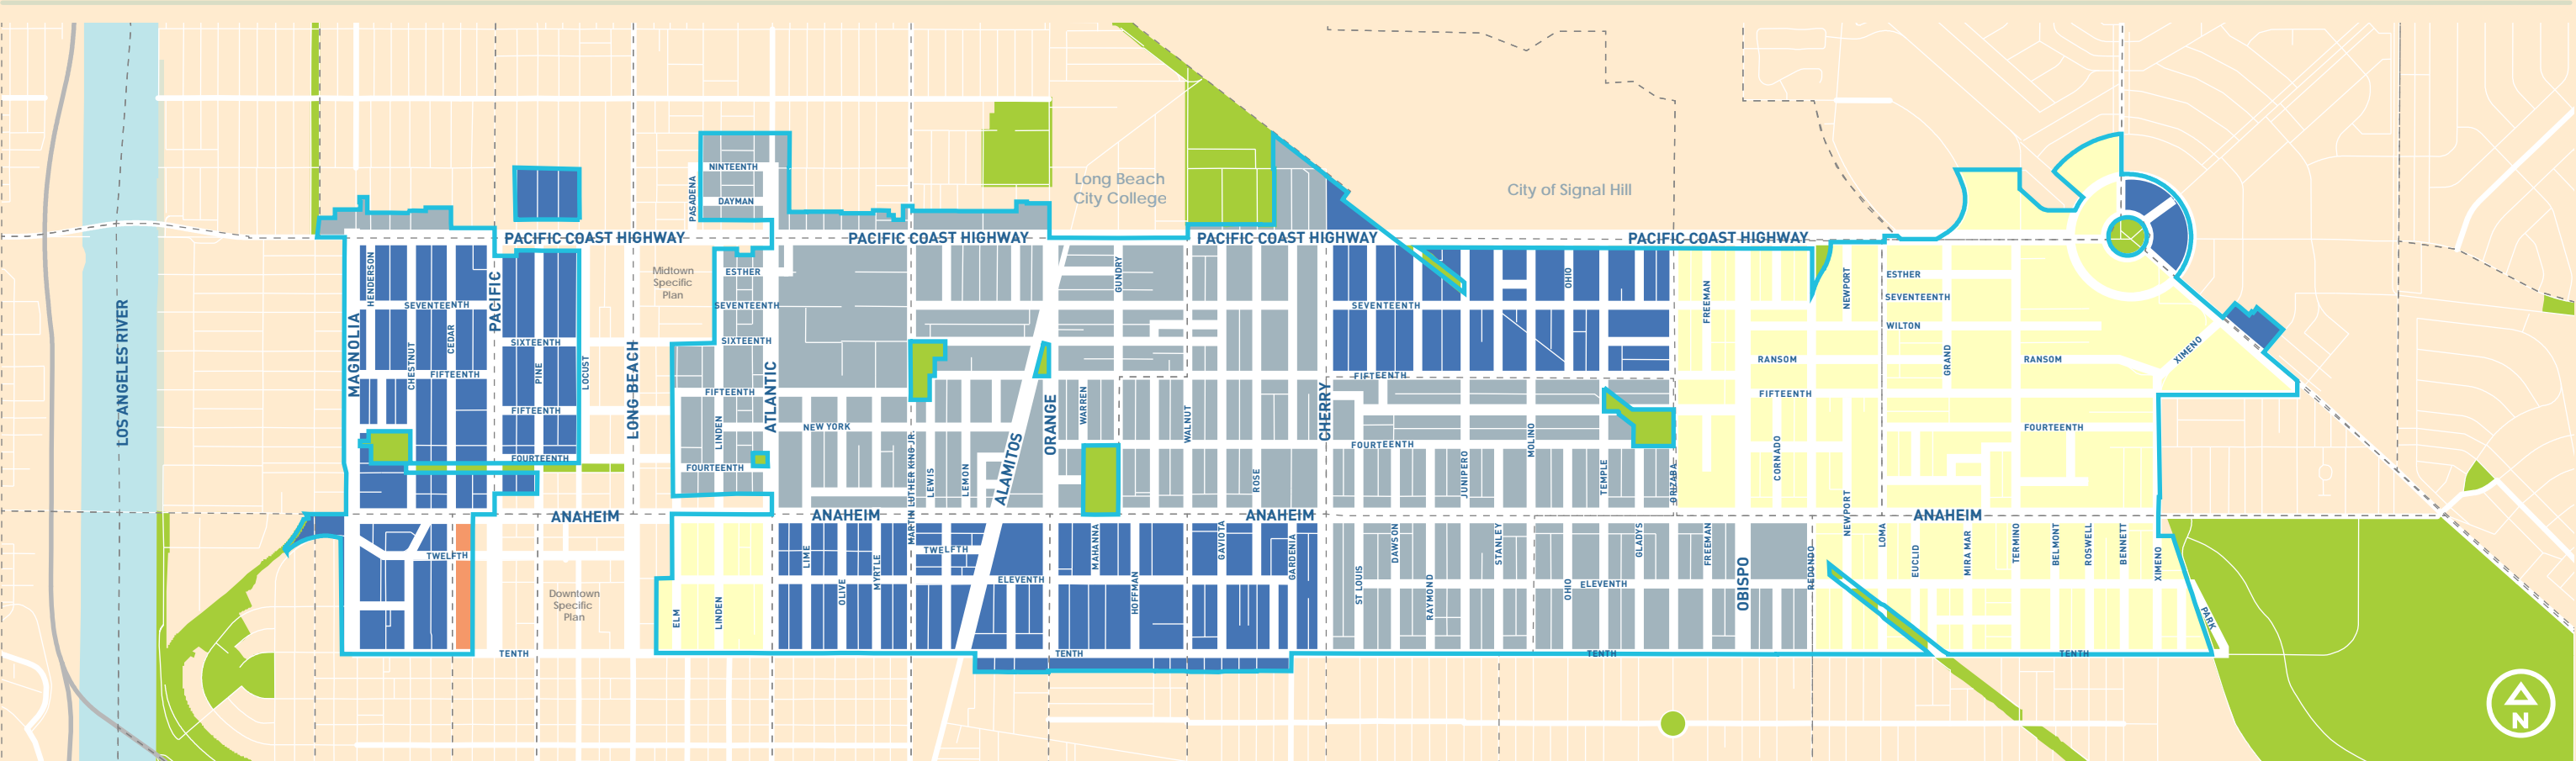 NINTEENTH
Long Beach
City College
City of Signal Hill
PASADENA
DAYMAN
PACIFIC COAST HIGHWAY
PACIFIC COAST HIGHWAY
PACIFIC COAST HIGHWAY
PACIFIC COAST HIGHWAY
LOS ANGELES RIVER
MAGNOLIA
HENDERSON
SEVENTEENTH
CHESTNUT
CEDAR
FIFTEENTH
PACIFIC
SIXTEENTH
PINE
FIFTEENTH
FOURTEENTH
LOCUST
LONG BEACH
Midtown
Specific
Plan
ESTHER
SEVENTEENTH
SIXTEENTH
FIFTEENTH
LINDEN
FOURTEENTH
ATLANTIC
NEW YORK
MARTIN LUTHER KING JR.
LEWIS
LEMON
ALAMITOS
ORANGE
WARREN
GUNDRY
WALNUT
ROSE
CHERRY
SEVENTEENTH
FIFTEENTH
FOURTEENTH
JUNIPERO
MOLINO
OHIO
TEMPLE
ORIZABA
FREEMAN
RANSOM
FIFTEENTH
CORNADO
NEWPORT
ESTHER
SEVENTEENTH
WILTON
GRAND
RANSOM
FOURTEENTH
XIMENO
ANAHEIM
ANAHEIM
ANAHEIM
ANAHEIM
NEWPORT
TWELFTH
Downtown
Specific
Plan
TENTH
ELM
LINDEN
LIME
OLIVE
MYRTLE
TWELFTH
ELEVENTH
MAHANNA
HOFFMAN
GAVIOTA
GARDENIA
TENTH
ST LOUIS
DAWSON
RAYMOND
STANLEY
OHIO
ELEVENTH
GLADYS
FREEMAN
OBISPO
REDONDO
TENTH
LOMA
EUCLID
MIRA MAR
TERMINO
BELMONT
ROSWELL
BENNETT
XIMENO
PARK
TENTH
N